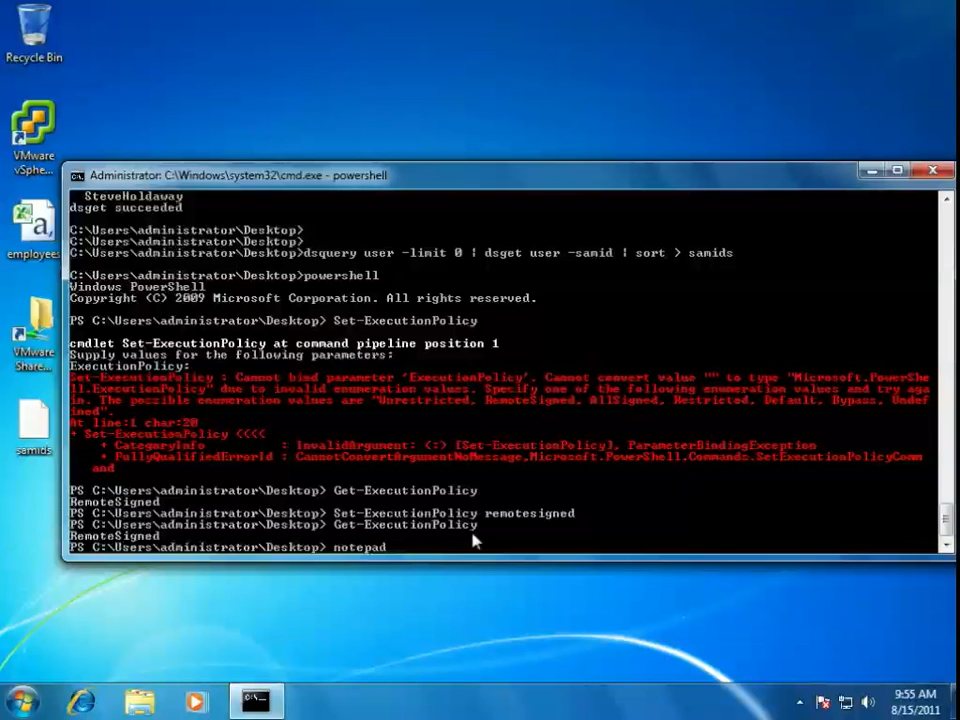 Recycle Bin
VMware
vSphe...
employees
VMware
Share...
samids
Administrator: C:\Windows\system32\cmd.exe - powershell
SteveHoldaway
dsget succeeded
C:\Users\administrator\Desktop>
C:\Users\administrator\Desktop>
C:\Users\administrator\Desktop>dsquery user -limit 0 | dsget user -samid | sort > samids
C:\Users\administrator\Desktop>powershell
Windows PowerShell
Copyright (C) 2009 Microsoft Corporation. All rights reserved.
PS C:\Users\administrator\Desktop> Set-ExecutionPolicy
cmdlet Set-ExecutionPolicy at command pipeline position 1
Supply values for the following parameters:
ExecutionPolicy:
Set-ExecutionPolicy : Cannot bind parameter 'ExecutionPolicy'. Cannot convert value "" to type "Microsoft.PowerShe
ll.ExecutionPolicy" due to invalid enumeration values. Specify one of the following enumeration values and try aga
in. The possible enumeration values are "Unrestricted, RemoteSigned, AllSigned, Restricted, Default, Bypass, Undef
ined".
At line:1 char:20
+ Set-ExecutionPolicy <<<<
+ CategoryInfo : InvalidArgument: (:) [Set-ExecutionPolicy], ParameterBindingException
+ FullyQualifiedErrorId : CannotConvertArgumentNoMessage,Microsoft.PowerShell.Commands.SetExecutionPolicyComm
and
PS C:\Users\administrator\Desktop> Get-ExecutionPolicy
RemoteSigned
PS C:\Users\administrator\Desktop> Set-ExecutionPolicy remotesigned
PS C:\Users\administrator\Desktop> Get-ExecutionPolicy
RemoteSigned
PS C:\Users\administrator\Desktop> notepad
9:55 AM
8/15/2011